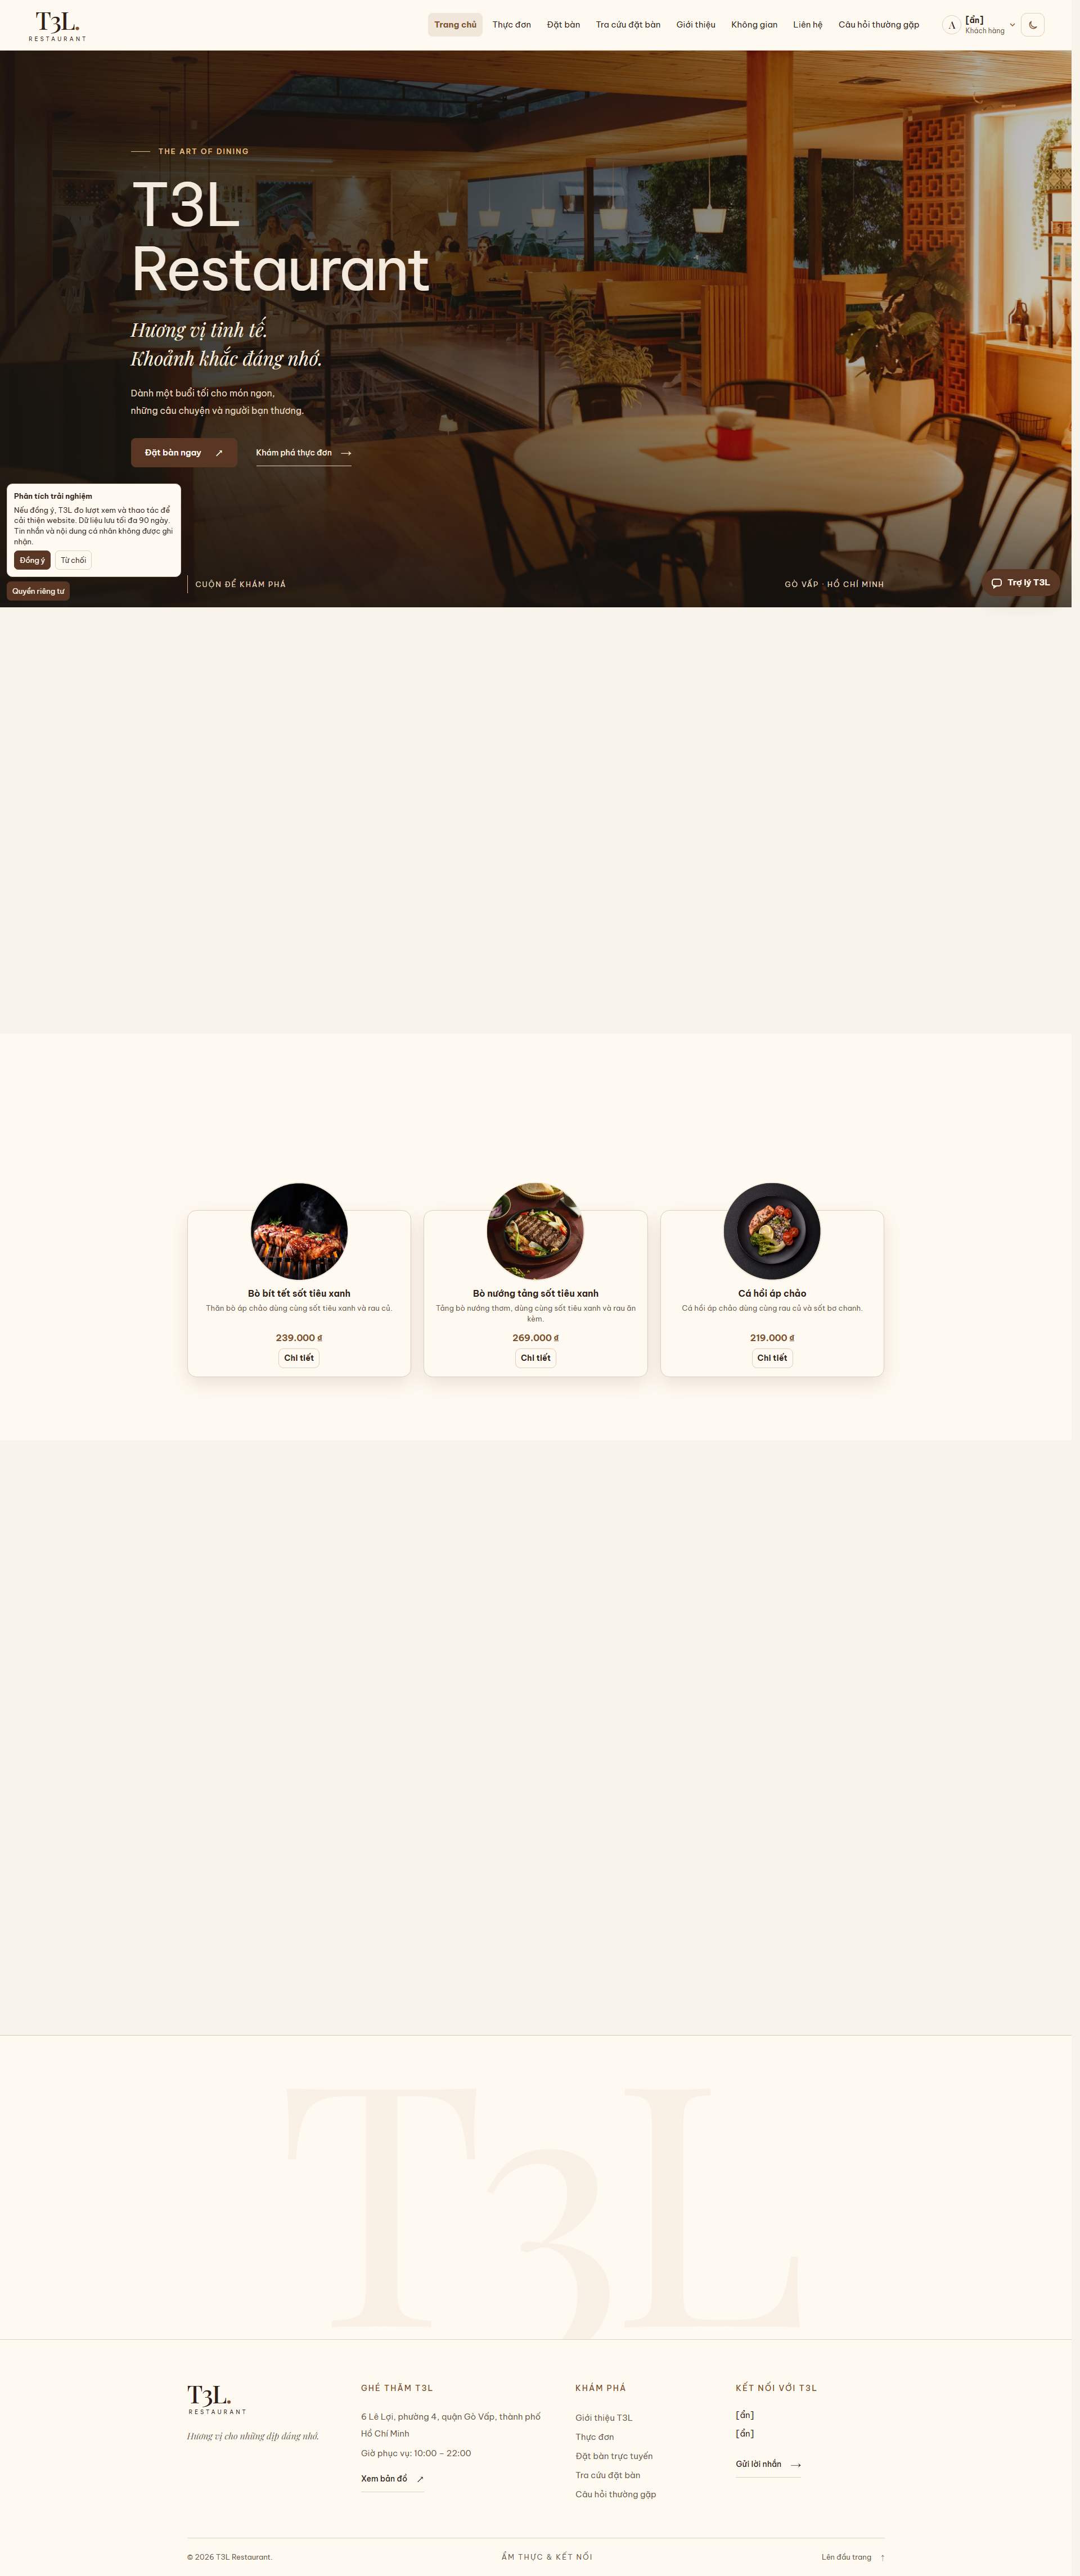 T3L.
RESTAURANT
Trang chủ
Thực đơn
Đặt bàn
Tra cứu đặt bàn
Giới thiệu
Không gian
Liên hệ
Câu hỏi thường gặp
A
[ẩn]
Khách hàng
THE ART OF DINING
T3L
Restaurant
Hương vị tinh tế.
Khoảnh khắc đáng nhớ.
Dành một buổi tối cho món ngon,
những câu chuyện và người bạn thương.
Đặt bàn ngay ↗
Khám phá thực đơn →
Phân tích trải nghiệm
Nếu đồng ý, T3L đo lượt xem và thao tác để
cải thiện website. Dữ liệu lưu tối đa 90 ngày.
Tin nhắn và nội dung cá nhân không được ghi
nhận.
Đồng ý
Từ chối
Quyền riêng tư
CUỘN ĐỂ KHÁM PHÁ
GÒ VẤP · HỒ CHÍ MINH
Trợ lý T3L
Bò bít tết sốt tiêu xanh
Thăn bò áp chảo dùng cùng sốt tiêu xanh và rau củ.
239.000 ₫
Chi tiết
Bò nướng tảng sốt tiêu xanh
Tảng bò nướng thơm, dùng cùng sốt tiêu xanh và rau ăn
kèm.
269.000 ₫
Chi tiết
Cá hồi áp chảo
Cá hồi áp chảo dùng cùng rau củ và sốt bơ chanh.
219.000 ₫
Chi tiết
T3L
T3L.
RESTAURANT
Hương vị cho những dịp đáng nhớ.
GHÉ THĂM T3L
6 Lê Lợi, phường 4, quận Gò Vấp, thành phố
Hồ Chí Minh
Giờ phục vụ: 10:00 – 22:00
Xem bản đồ ↗
KHÁM PHÁ
Giới thiệu T3L
Thực đơn
Đặt bàn trực tuyến
Tra cứu đặt bàn
Câu hỏi thường gặp
KẾT NỐI VỚI T3L
[ẩn]
[ẩn]
Gửi lời nhắn →
© 2026 T3L Restaurant.
ẨM THỰC & KẾT NỐI
Lên đầu trang ↑